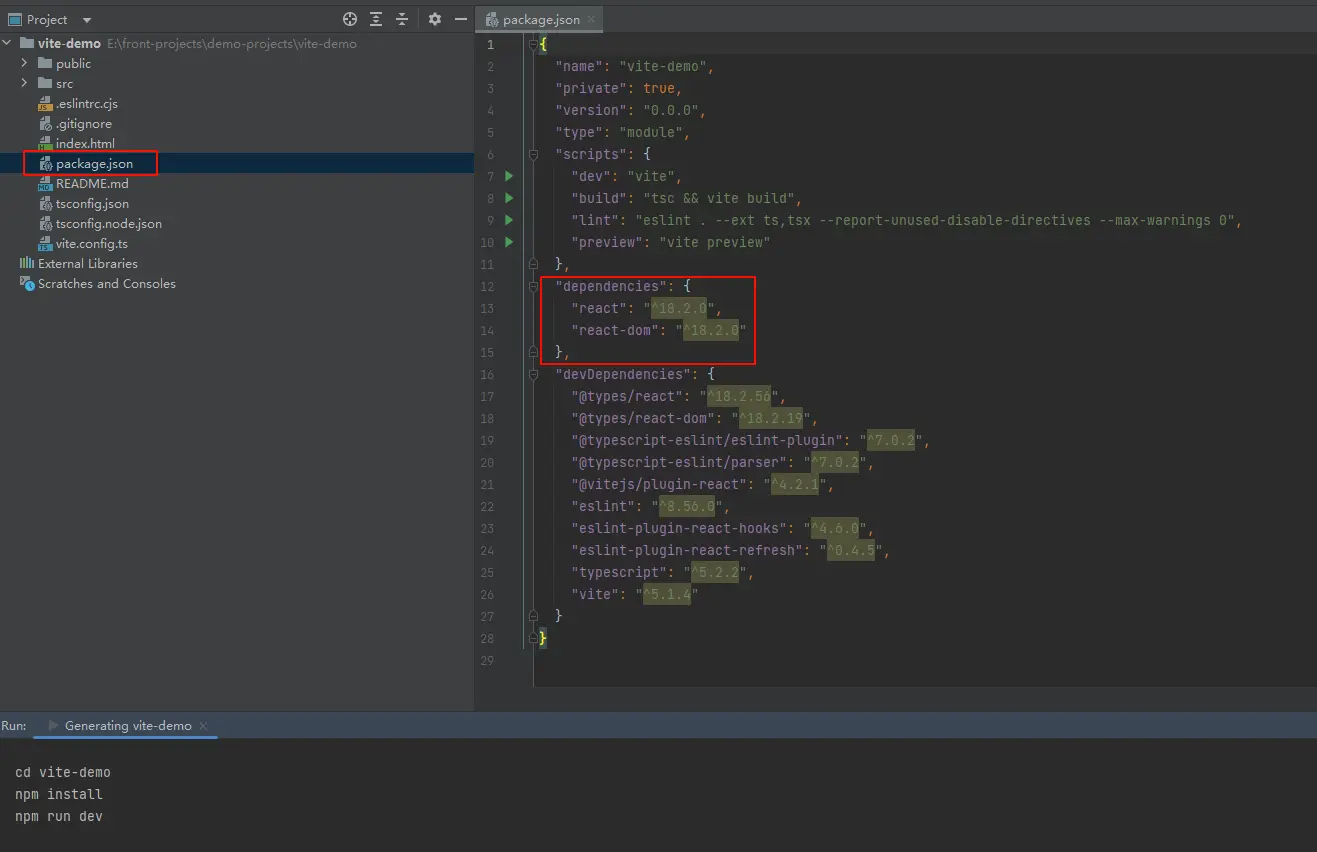 Project
vite-demo E:\front-projects\demo-projects\vite-demo
public
src
.eslintrc.cjs
.gitignore
index.html
package.json
README.md
tsconfig.json
tsconfig.node.json
vite.config.ts
External Libraries
Scratches and Consoles
package.json
1 {
2 "name": "vite-demo",
3 "private": true,
4 "version": "0.0.0",
5 "type": "module",
6 "scripts": {
7 "dev": "vite",
8 "build": "tsc && vite build",
9 "lint": "eslint . --ext ts,tsx --report-unused-disable-directives --max-warnings 0",
10 "preview": "vite preview"
11 },
12 "dependencies": {
13 "react": "^18.2.0",
14 "react-dom": "^18.2.0"
15 },
16 "devDependencies": {
17 "@types/react": "^18.2.56",
18 "@types/react-dom": "^18.2.19",
19 "@typescript-eslint/eslint-plugin": "^7.0.2",
20 "@typescript-eslint/parser": "^7.0.2",
21 "@vitejs/plugin-react": "^4.2.1",
22 "eslint": "^8.56.0",
23 "eslint-plugin-react-hooks": "^4.6.0",
24 "eslint-plugin-react-refresh": "^0.4.5",
25 "typescript": "^5.2.2",
26 "vite": "^5.1.4"
27 }
28 }
29
Run: Generating vite-demo
cd vite-demo
npm install
npm run dev